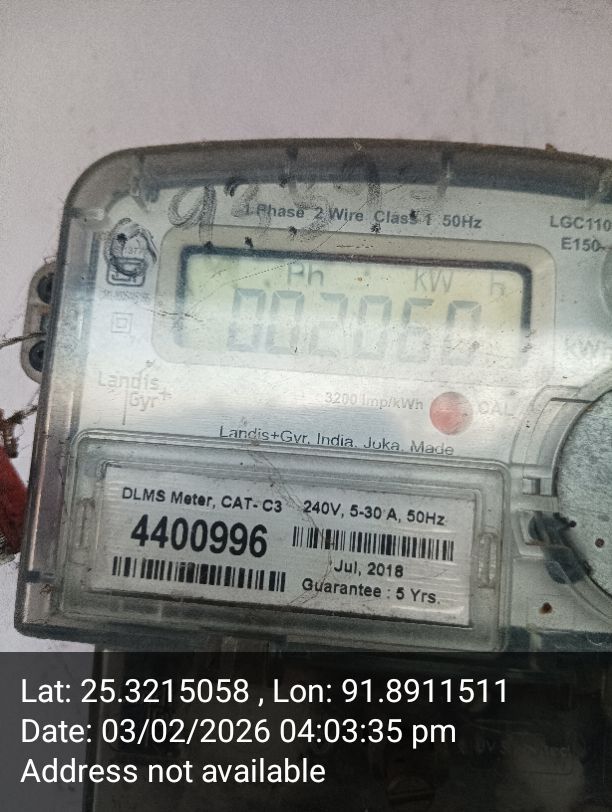 1 Phase 2 Wire Class 1 50Hz
LGC110
E150-
Ph kW h
002060
kWh
Landis
Gyr+
3200 imp/kWh
CAL
Landis+Gyr, India, Juka, Made
DLMS Meter, CAT- C3 240V, 5-30 A, 50Hz
4400996
Jul, 2018
Guarantee : 5 Yrs.
Lat: 25.3215058 , Lon: 91.8911511
Date: 03/02/2026 04:03:35 pm
Address not available